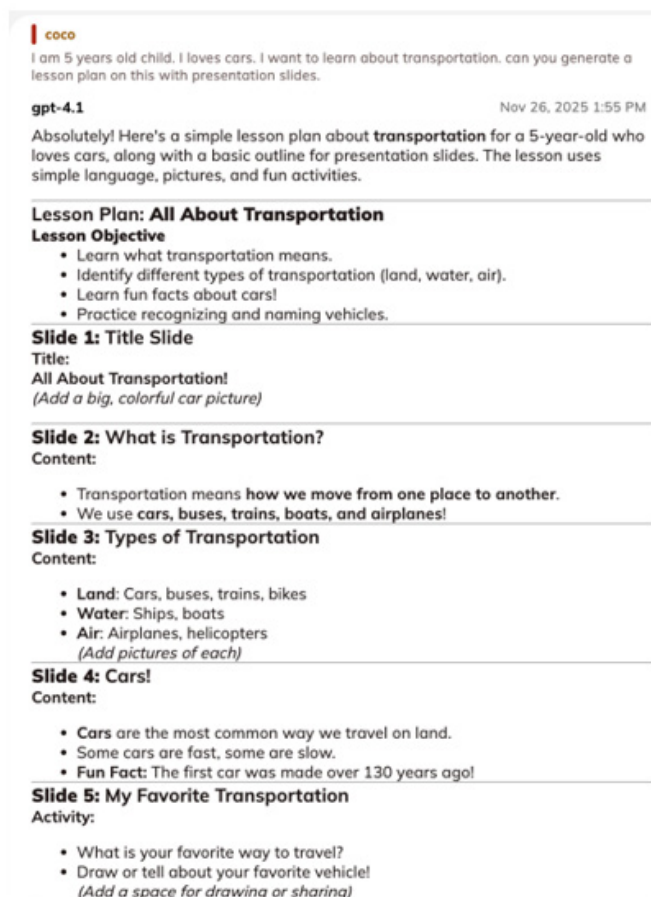 coco
I am 5 years old child. I loves cars. I want to learn about transportation. can you generate a
lesson plan on this with presentation slides.
gpt-4.1 Nov 26, 2025 1:55 PM
Absolutely! Here's a simple lesson plan about transportation for a 5-year-old who
loves cars, along with a basic outline for presentation slides. The lesson uses
simple language, pictures, and fun activities.
Lesson Plan: All About Transportation
Lesson Objective
• Learn what transportation means.
• Identify different types of transportation (land, water, air).
• Learn fun facts about cars!
• Practice recognizing and naming vehicles.
Slide 1: Title Slide
Title:
All About Transportation!
(Add a big, colorful car picture)
Slide 2: What is Transportation?
Content:
• Transportation means how we move from one place to another.
• We use cars, buses, trains, boats, and airplanes!
Slide 3: Types of Transportation
Content:
• Land: Cars, buses, trains, bikes
• Water: Ships, boats
• Air: Airplanes, helicopters
(Add pictures of each)
Slide 4: Cars!
Content:
• Cars are the most common way we travel on land.
• Some cars are fast, some are slow.
• Fun Fact: The first car was made over 130 years ago!
Slide 5: My Favorite Transportation
Activity:
• What is your favorite way to travel?
• Draw or tell about your favorite vehicle!
(Add a space for drawing or sharing)